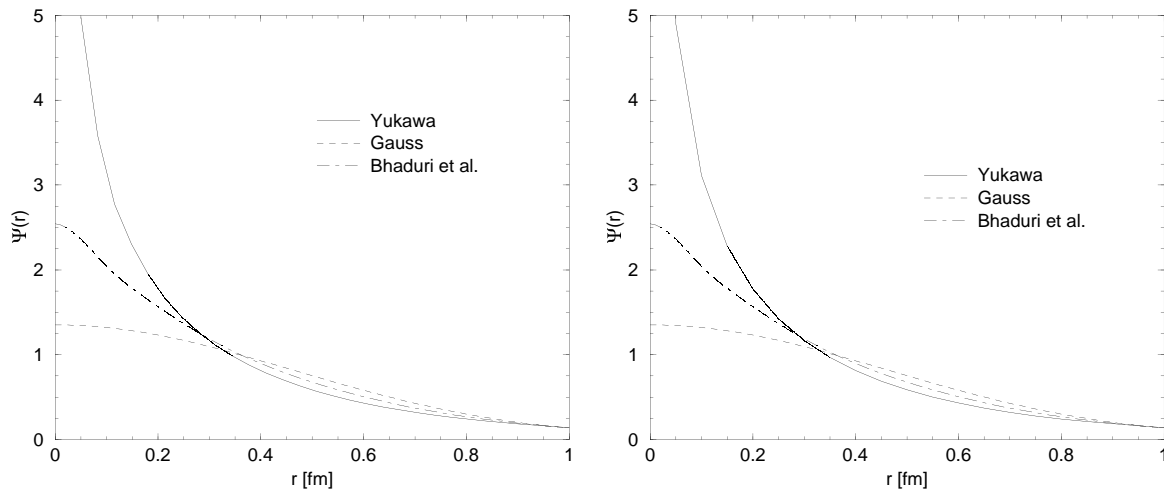 5
4
3
2
1
0
Ψ(r)
Yukawa
Gauss
Bhaduri et al.
0 0.2 0.4 0.6 0.8 1
r [fm]
5
4
3
2
1
0
Ψ(r)
Yukawa
Gauss
Bhaduri et al.
0 0.2 0.4 0.6 0.8 1
r [fm]